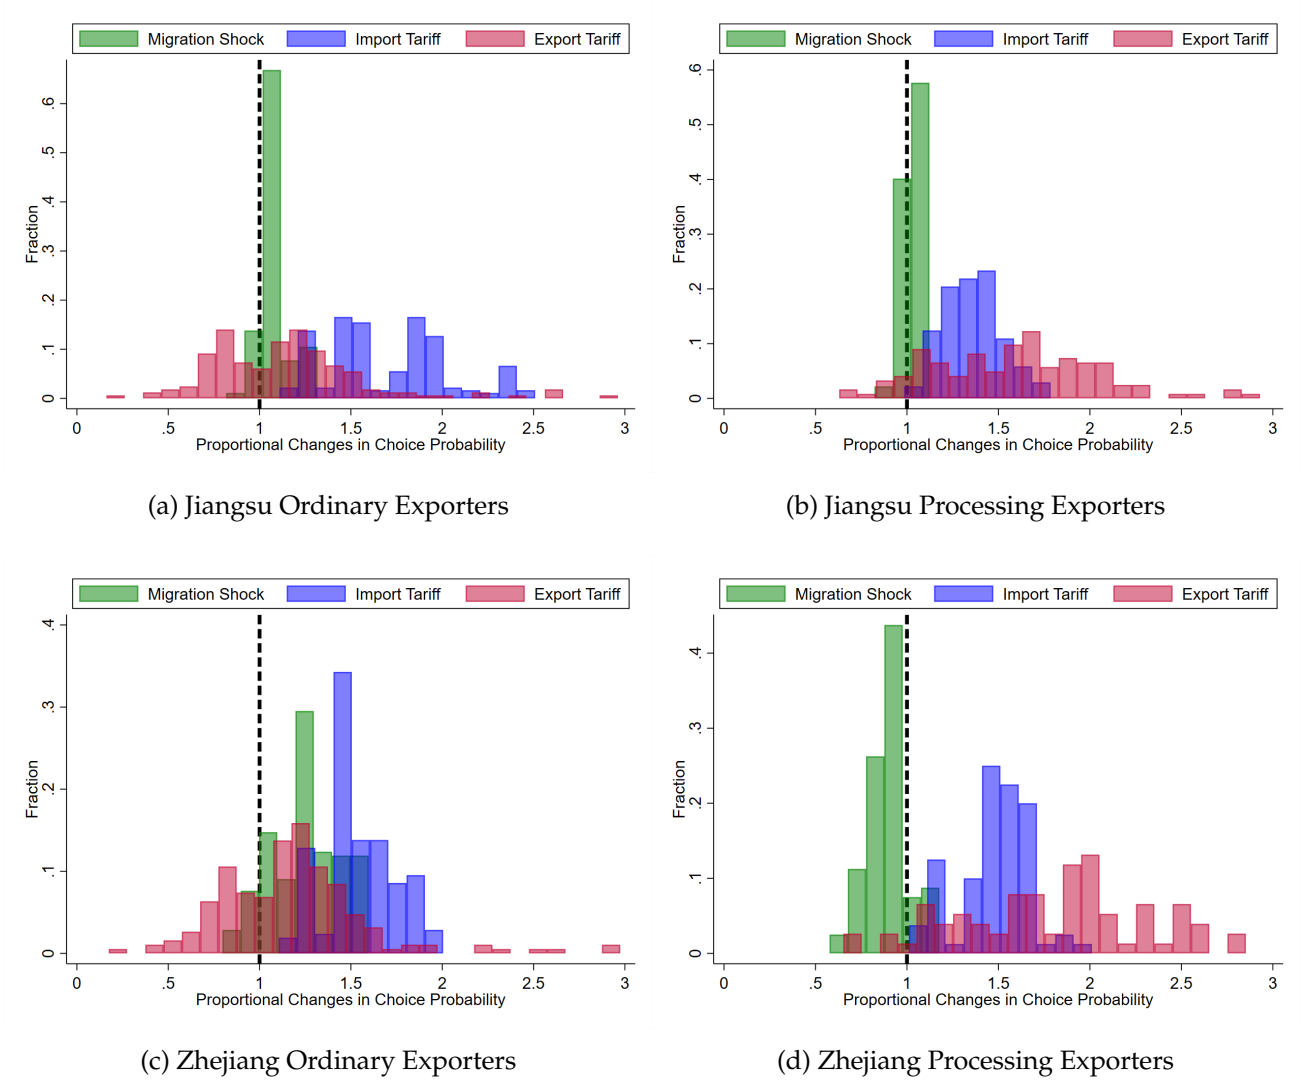 Migration Shock Import Tariff Export Tariff
Fraction
0 .1 .2 .3 .4 .5 .6
0 .5 1 1.5 2 2.5 3
Proportional Changes in Choice Probability
(a) Jiangsu Ordinary Exporters
Migration Shock Import Tariff Export Tariff
Fraction
0 .1 .2 .3 .4 .5 .6
0 .5 1 1.5 2 2.5 3
Proportional Changes in Choice Probability
(b) Jiangsu Processing Exporters
Migration Shock Import Tariff Export Tariff
Fraction
0 .1 .2 .3 .4
0 .5 1 1.5 2 2.5 3
Proportional Changes in Choice Probability
(c) Zhejiang Ordinary Exporters
Migration Shock Import Tariff Export Tariff
Fraction
0 .1 .2 .3 .4
0 .5 1 1.5 2 2.5 3
Proportional Changes in Choice Probability
(d) Zhejiang Processing Exporters